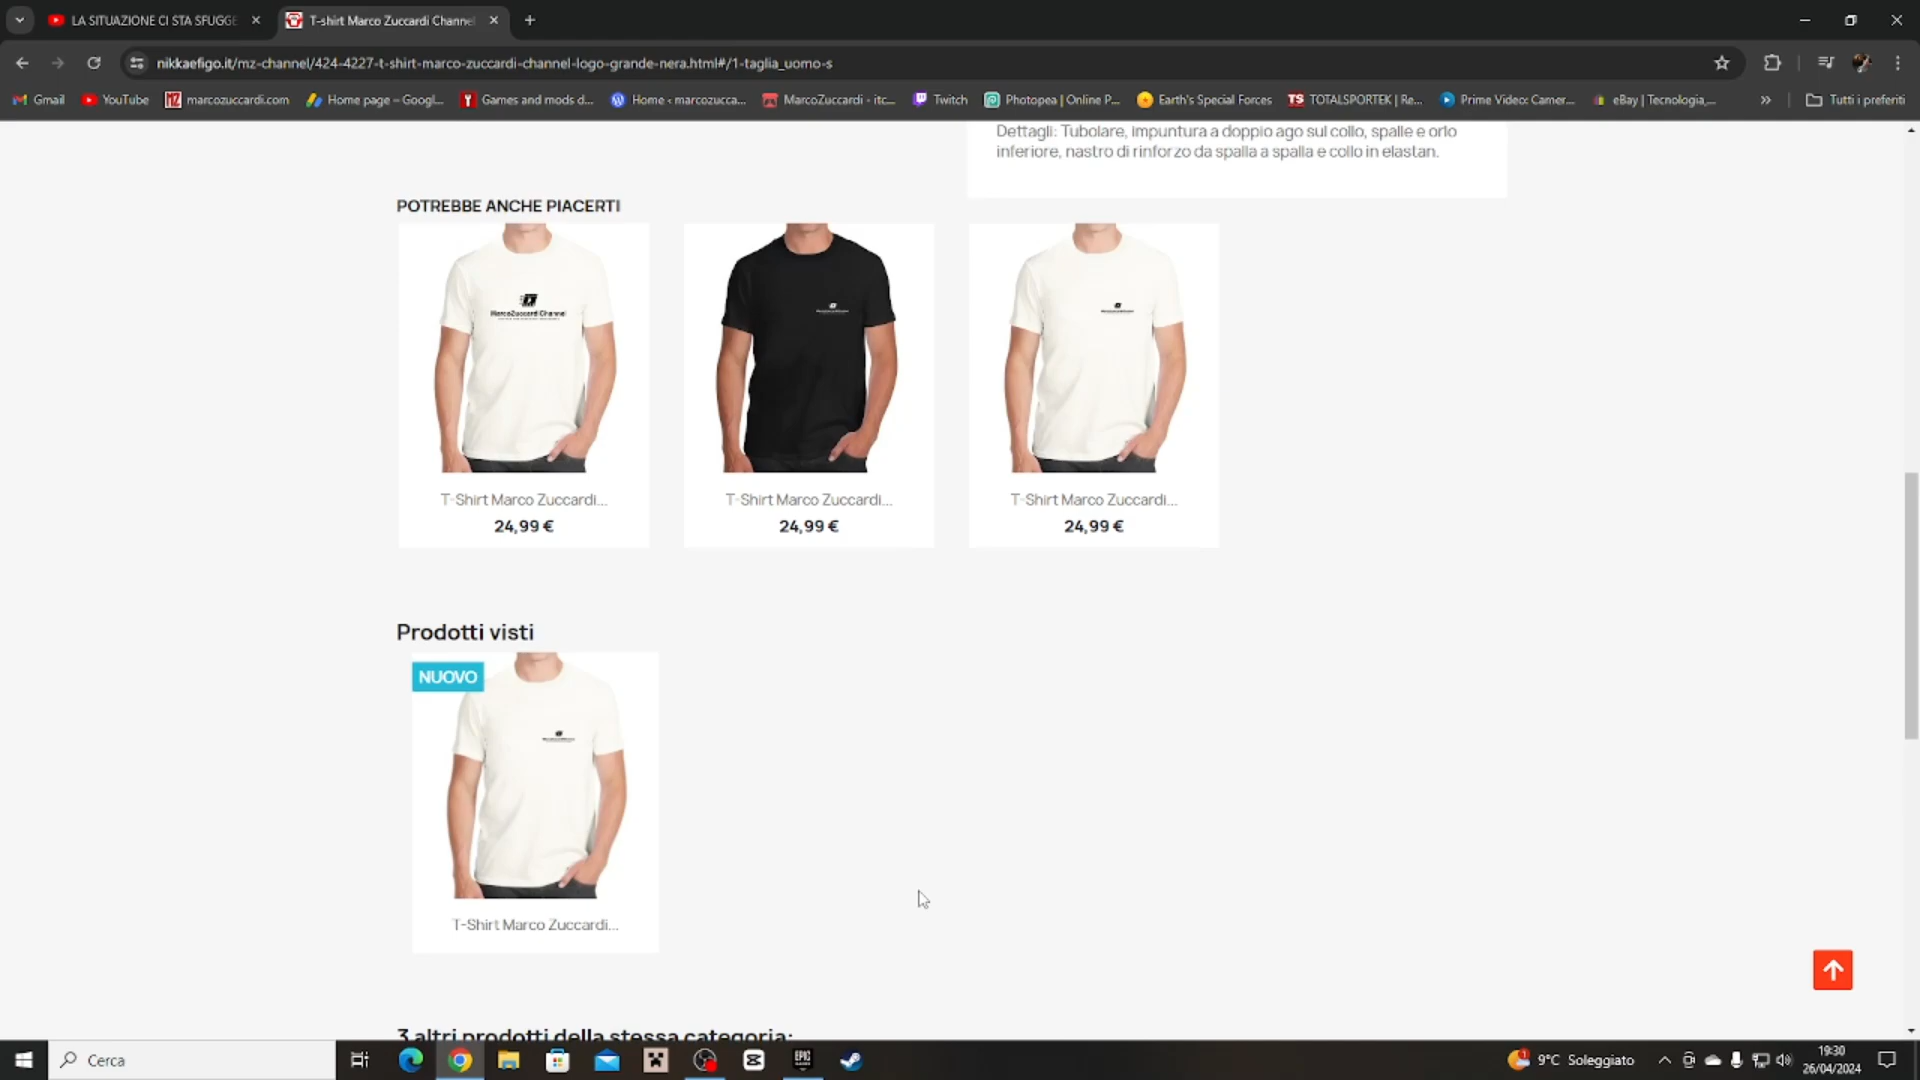 LA SITUAZIONE CI STA SFUGGE
T-shirt Marco Zuccardi Channel
nikkaefigo.it/mz-channel/424-4227-t-shirt-marco-zuccardi-channel-logo-grande-nera.html#/1-taglia_uomo-s
Gmail
YouTube
marcozuccardi.com
Home page – Googl...
Games and mods d...
Home ‹ marcozucca...
MarcoZuccardi - itc...
Twitch
Photopea | Online P...
Earth's Special Forces
TS TOTALSPORTEK | Re...
Prime Video: Camer...
eBay | Tecnologia,...
»
Tutti i preferiti
Dettagli: Tubolare, impuntura a doppio ago sul collo, spalle e orlo
inferiore, nastro di rinforzo da spalla a spalla e collo in elastan.
POTREBBE ANCHE PIACERTI
MarcoZuccardi Channel
T-Shirt Marco Zuccardi...
24,99 €
T-Shirt Marco Zuccardi...
24,99 €
T-Shirt Marco Zuccardi...
24,99 €
Prodotti visti
NUOVO
T-Shirt Marco Zuccardi...
3 altri prodotti della stessa categoria:
Cerca
EPIC
9°C Soleggiato
19:30
26/04/2024